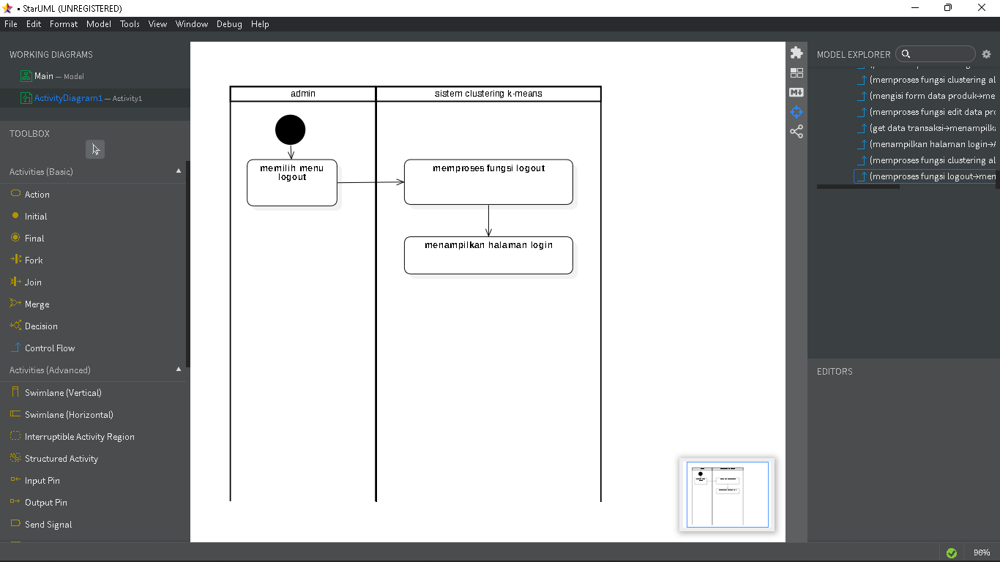 • StarUML (UNREGISTERED)
File Edit Format Model Tools View Window Debug Help
WORKING DIAGRAMS
Main — Model
ActivityDiagram1 — Activity1
TOOLBOX
Activities (Basic)
Action
Initial
Final
Fork
Join
Merge
Decision
Control Flow
Activities (Advanced)
Swimlane (Vertical)
Swimlane (Horizontal)
Interruptible Activity Region
Structured Activity
Input Pin
Output Pin
Send Signal
admin
sistem clustering k-means
memilih menu
logout
memproses fungsi logout
menampilkan halaman login
MODEL EXPLORER
(memproses fungsi clustering al
(mengisi form data produk→me
(memproses fungsi edit data pro
(get data transaksi→menampilk
(menampilkan halaman login→
(memproses fungsi clustering al
(memproses fungsi logout→men
EDITORS
96%